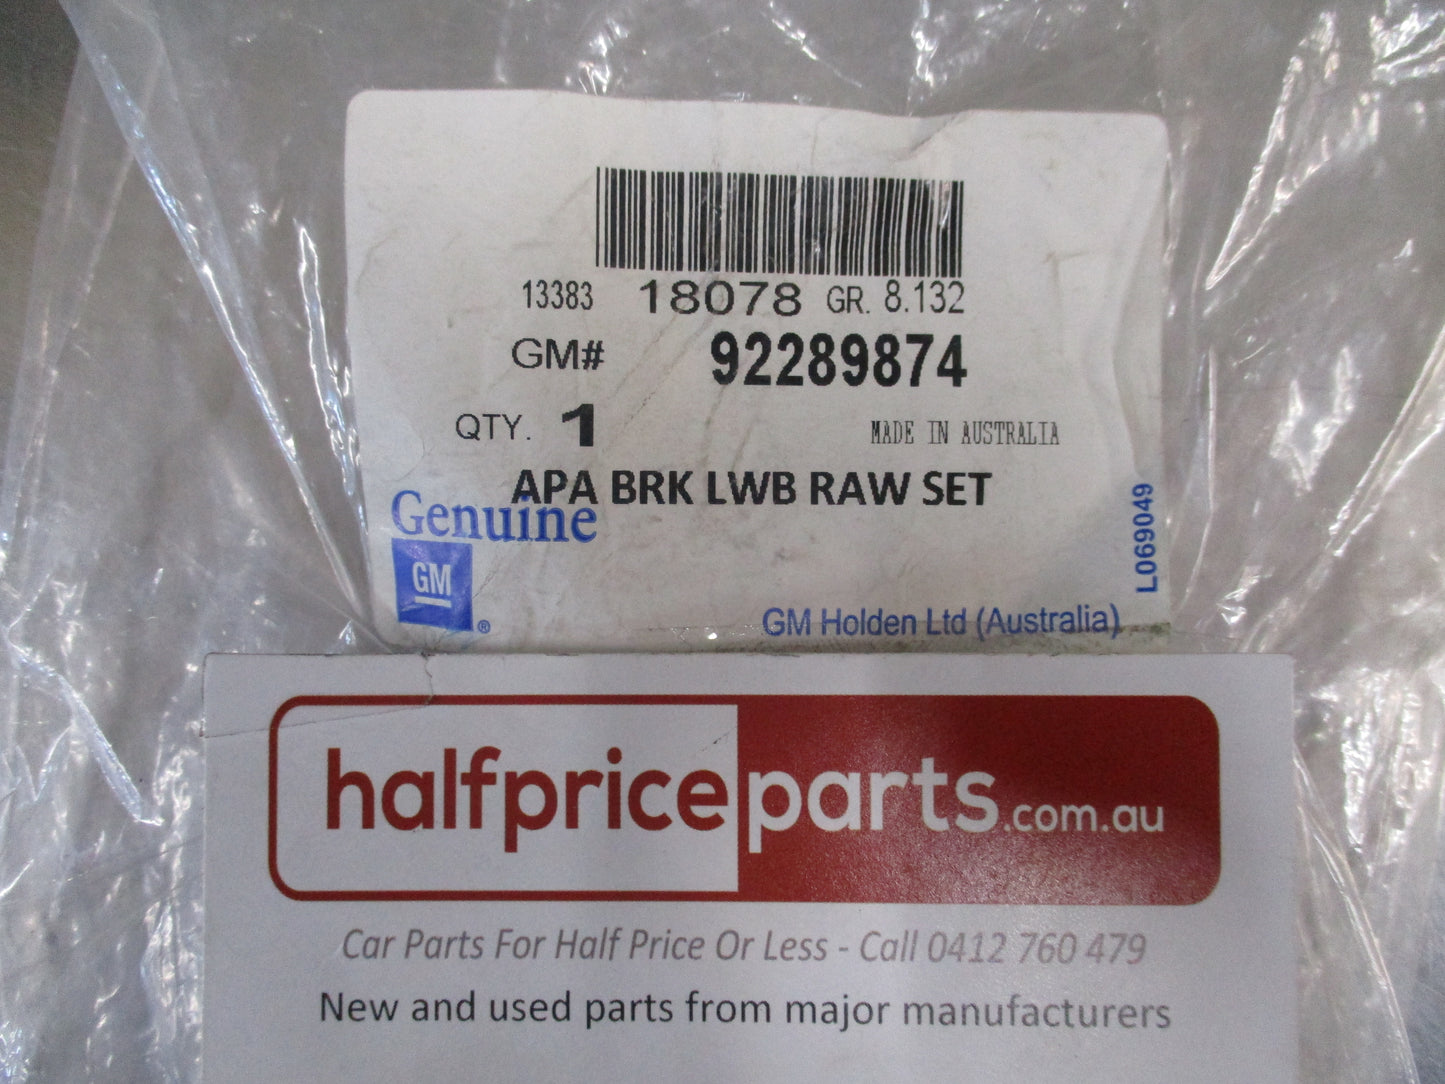 13383 18078 GR. 8.132
GM# 92289874
QTY. 1 MADE IN AUSTRALIA
APA BRK LWB RAW SET
Genuine
GM
®
GM Holden Ltd (Australia)
L069049
halfpriceparts.com.au
Car Parts For Half Price Or Less - Call 0412 760 479
New and used parts from major manufacturers